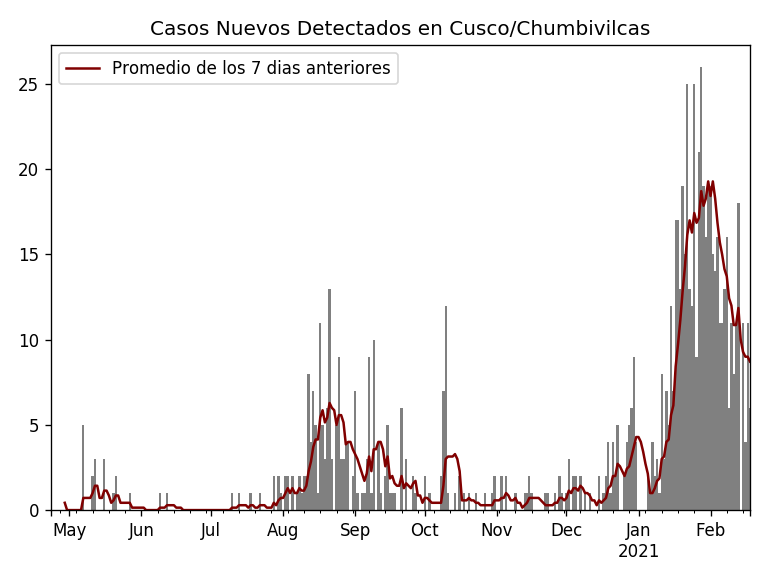 Casos Nuevos Detectados en Cusco/Chumbivilcas
Promedio de los 7 dias anteriores
25
20
15
10
5
0
May Jun Jul Aug Sep Oct Nov Dec Jan Feb
2021